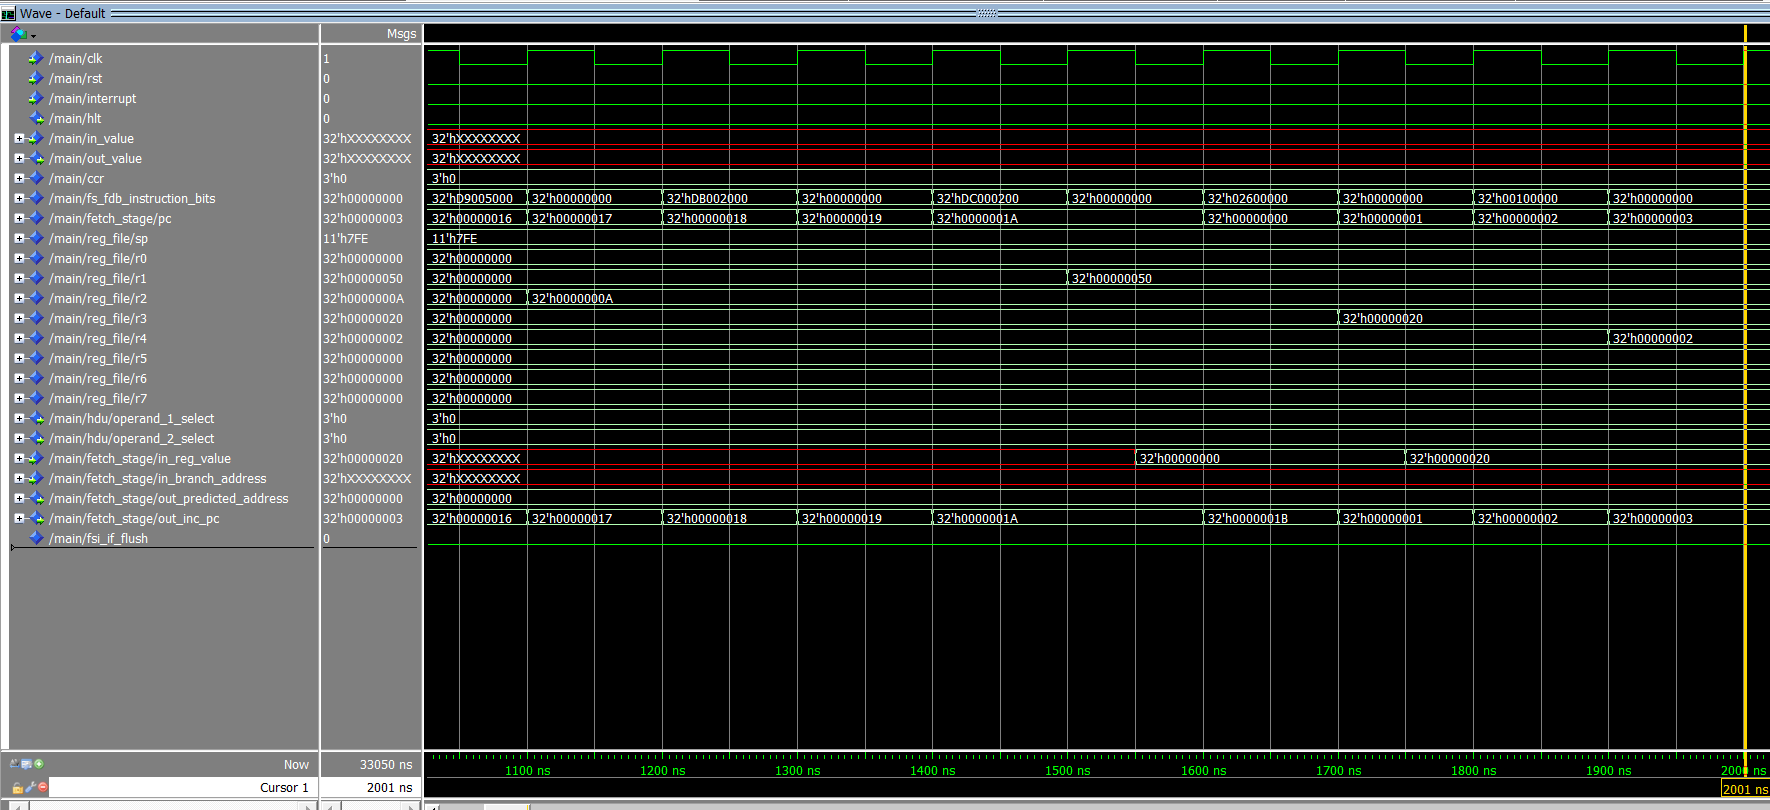 Wave - Default
Msgs
/main/clk 1
/main/rst 0
/main/interrupt 0
/main/hlt 0
/main/in_value 32'hXXXXXXXX 32'hXXXXXXXX
/main/out_value 32'hXXXXXXXX 32'hXXXXXXXX
/main/ccr 3'h0 3'h0
/main/fs_fdb_instruction_bits 32'h00000000 32'hD9005000 32'h00000000 32'hDB002000 32'h00000000 32'hDC000200 32'h00000000 32'h02600000 32'h00000000 32'h00100000 32'h00000000
/main/fetch_stage/pc 32'h00000003 32'h00000016 32'h00000017 32'h00000018 32'h00000019 32'h0000001A 32'h00000000 32'h00000001 32'h00000002 32'h00000003
/main/reg_file/sp 11'h7FE 11'h7FE
/main/reg_file/r0 32'h00000000 32'h00000000
/main/reg_file/r1 32'h00000050 32'h00000000 32'h00000050
/main/reg_file/r2 32'h0000000A 32'h00000000 32'h0000000A
/main/reg_file/r3 32'h00000020 32'h00000000 32'h00000020
/main/reg_file/r4 32'h00000002 32'h00000000 32'h00000002
/main/reg_file/r5 32'h00000000 32'h00000000
/main/reg_file/r6 32'h00000000 32'h00000000
/main/reg_file/r7 32'h00000000 32'h00000000
/main/hdu/operand_1_select 3'h0 3'h0
/main/hdu/operand_2_select 3'h0 3'h0
/main/fetch_stage/in_reg_value 32'h00000020 32'hXXXXXXXX 32'h00000000 32'h00000020
/main/fetch_stage/in_branch_address 32'hXXXXXXXX 32'hXXXXXXXX
/main/fetch_stage/out_predicted_address 32'h00000000 32'h00000000
/main/fetch_stage/out_inc_pc 32'h00000003 32'h00000016 32'h00000017 32'h00000018 32'h00000019 32'h0000001A 32'h0000001B 32'h00000001 32'h00000002 32'h00000003
/main/fsi_if_flush 0
Now 33050 ns 1100 ns 1200 ns 1300 ns 1400 ns 1500 ns 1600 ns 1700 ns 1800 ns 1900 ns 2000 ns
Cursor 1 2001 ns 2001 ns